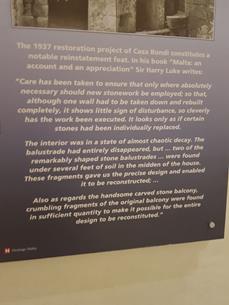 The 1937 restoration project of Casa Bondi constitutes a
notable reinstatement feat. In his book "Malta: an
account and an appreciation" Sir Harry Luke writes:
"Care has been taken to ensure that only where absolutely
necessary should new stonework be employed; so that,
although one wall had to be taken down and rebuilt
completely, it shows little sign of disturbance, so cleverly
has the work been executed. It looks only as if certain
stones had been individually replaced.
The interior was in a state of almost chaotic decay. The
balustrade had entirely disappeared, but ... two of the
remarkably shaped stone balustrades ... were found
under several feet of soil in the midden of the house.
These fragments gave us the precise design and enabled
it to be reconstructed; ...
Also as regards the handsome carved stone balcony,
crumbling fragments of the original balcony were found
in sufficient quantity to make it possible for the entire
design to be reconstituted."
Heritage Malta